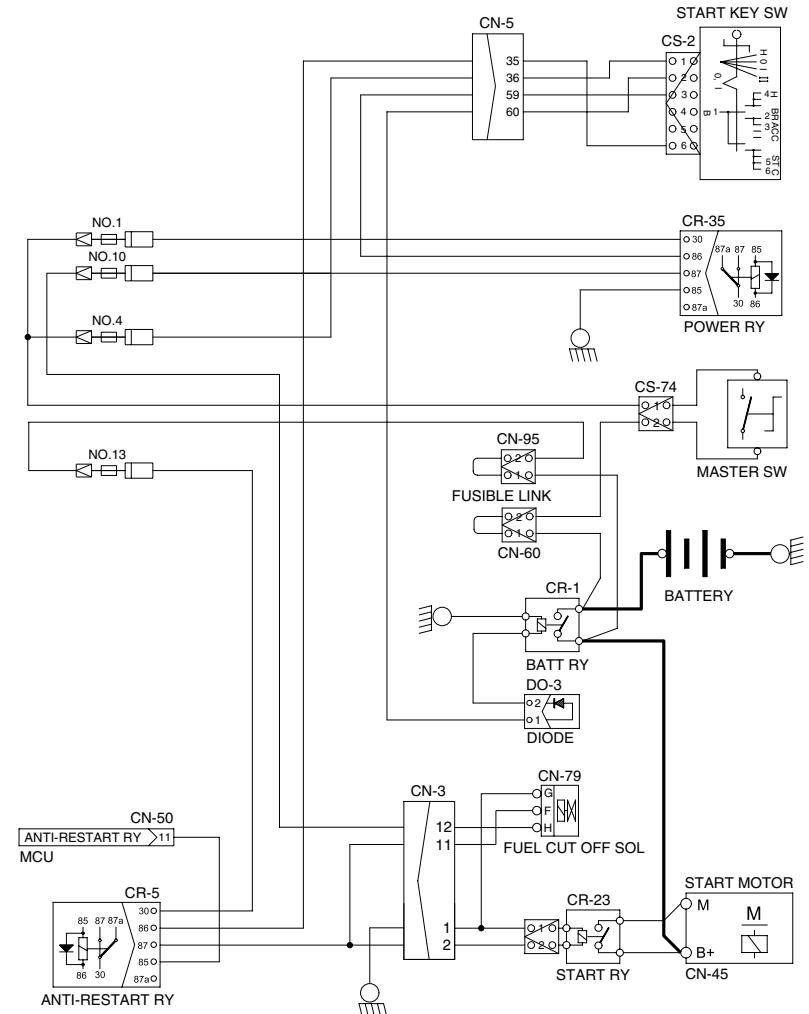 START KEY SW
CN-5
CS-2
35
36
59
60
1
2
3
4
5
6
H O I II
0, I
B 1
4 H
2 BR
3 ACC
5 ST
6 C
NO.1
NO.10
NO.4
NO.13
CR-35
30
86
87
85
87a
87a 87 85
30 86
POWER RY
CS-74
1
2
MASTER SW
CN-95
2
1
FUSIBLE LINK
2
1
CN-60
BATTERY
CR-1
BATT RY
DO-3
2
1
DIODE
CN-79
G
F
H
FUEL CUT OFF SOL
CN-3
12
11
1
2
CN-50
ANTI-RESTART RY 11
MCU
CR-5
30
86
87
85
87a
85 87 87a
86 30
ANTI-RESTART RY
CR-23
1
2
START RY
START MOTOR
M
M
B+
CN-45